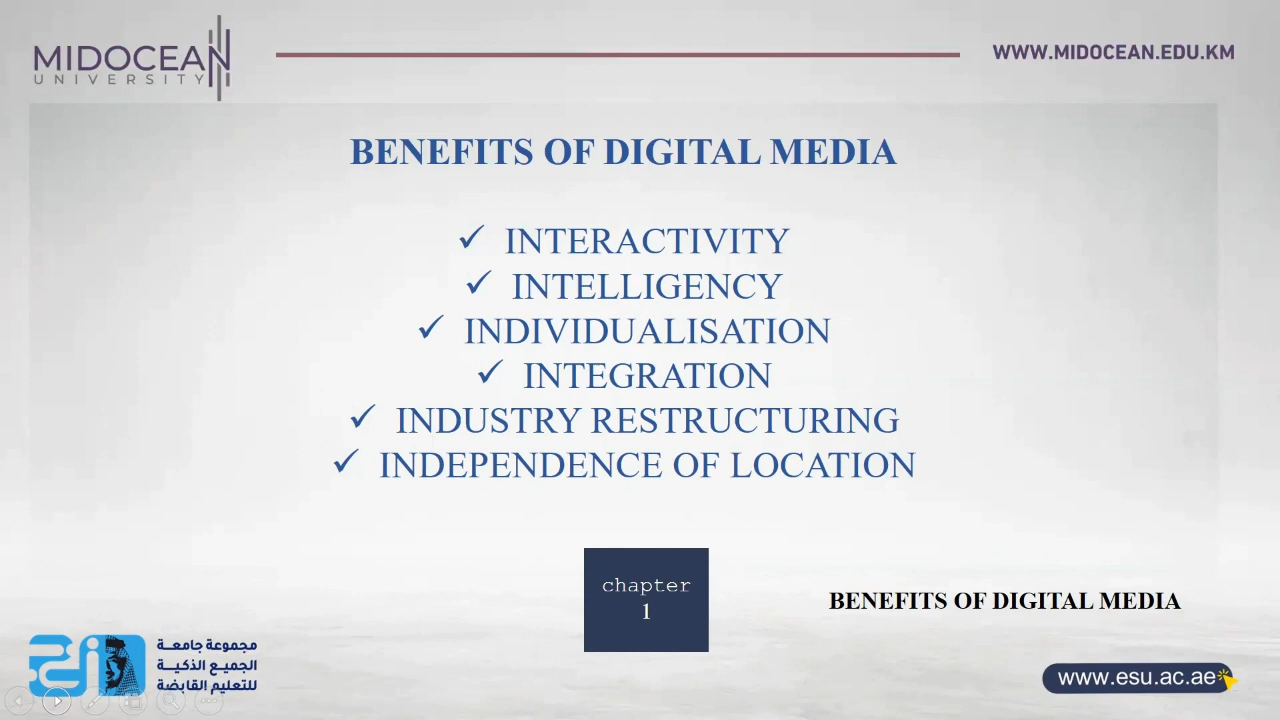 MIDOCEAN
UNIVERSITY
WWW.MIDOCEAN.EDU.KM
BENEFITS OF DIGITAL MEDIA
✓ INTERACTIVITY
✓ INTELLIGENCY
✓ INDIVIDUALISATION
✓ INTEGRATION
✓ INDUSTRY RESTRUCTURING
✓ INDEPENDENCE OF LOCATION
chapter
1
BENEFITS OF DIGITAL MEDIA
مجموعة جامعة
الجميع الذكية
للتعليم القابضة
www.esu.ac.ae